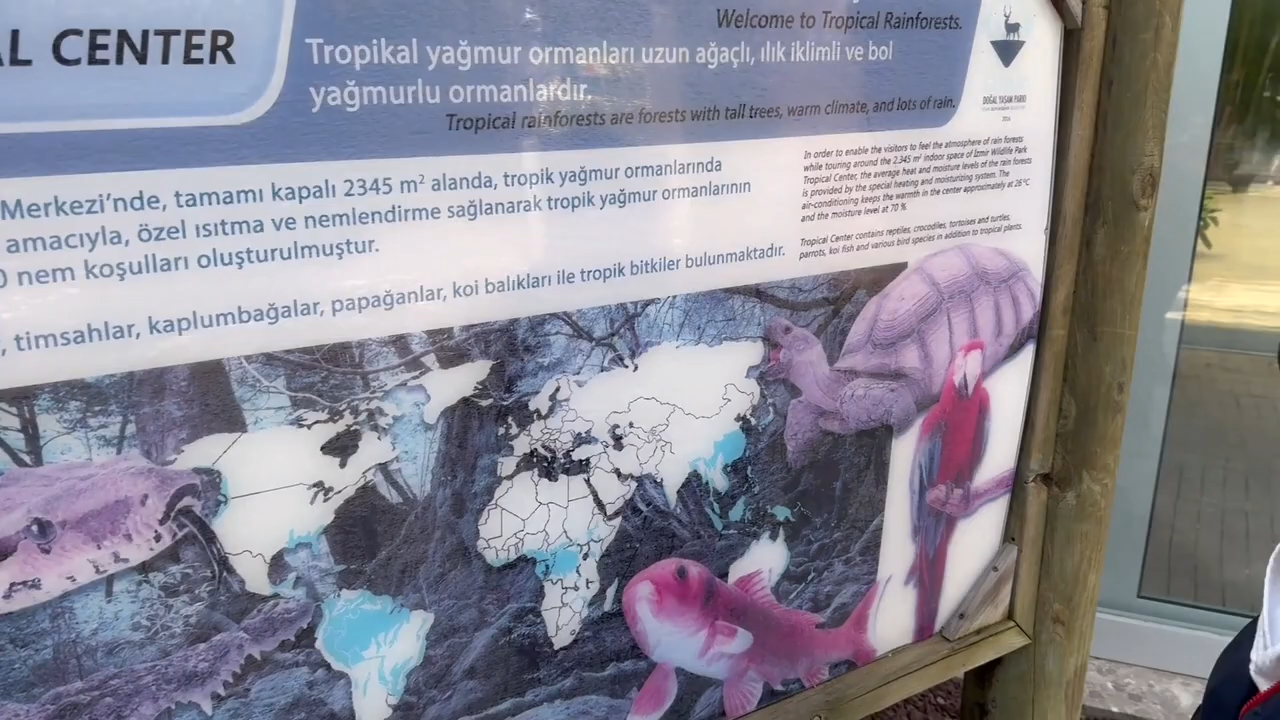 AL CENTER
Welcome to Tropical Rainforests.
Tropikal yağmur ormanları uzun ağaçlı, ılık iklimli ve bol
yağmurlu ormanlardır.
Tropical rainforests are forests with tall trees, warm climate, and lots of rain.
DOĞAL YAŞAM PARKI
Merkezi'nde, tamamı kapalı 2345 m² alanda, tropik yağmur ormanlarında
amacıyla, özel ısıtma ve nemlendirme sağlanarak tropik yağmur ormanlarının
0 nem koşulları oluşturulmuştur.
, timsahlar, kaplumbağalar, papağanlar, koi balıkları ile tropik bitkiler bulunmaktadır.
In order to enable the visitors to feel the atmosphere of rain forests
while touring around the 2.345 m² indoor space of İzmir Wildlife Park
Tropical Center, the average heat and moisture levels of the rain forests
is provided by the special heating and moisturizing system. The
air-conditioning keeps the warmth in the center approximately at 26 °C
and the moisture level at 70 %.
Tropical Center contains reptiles, crocodiles, tortoises and turtles,
parrots, koi fish and various bird species in addition to tropical plants.